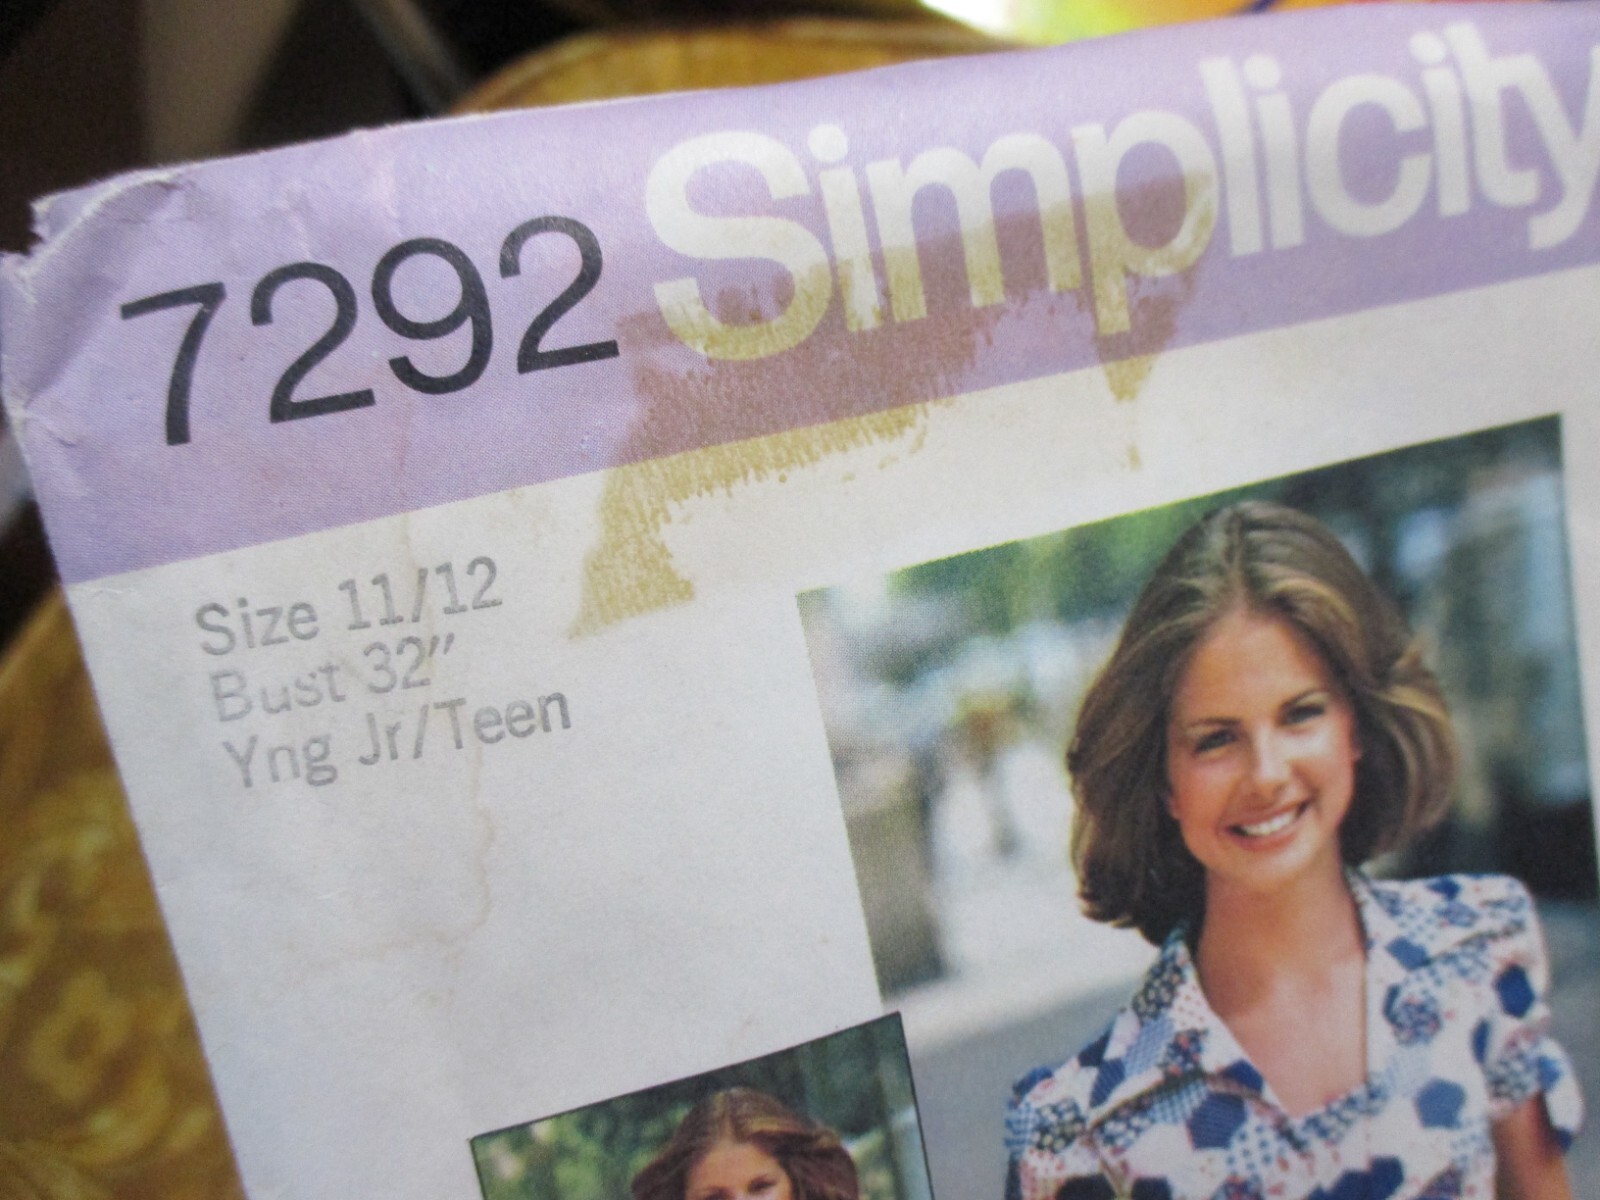 7292 Simplicity
Size 11/12
Bust 32"
Yng Jr/Teen